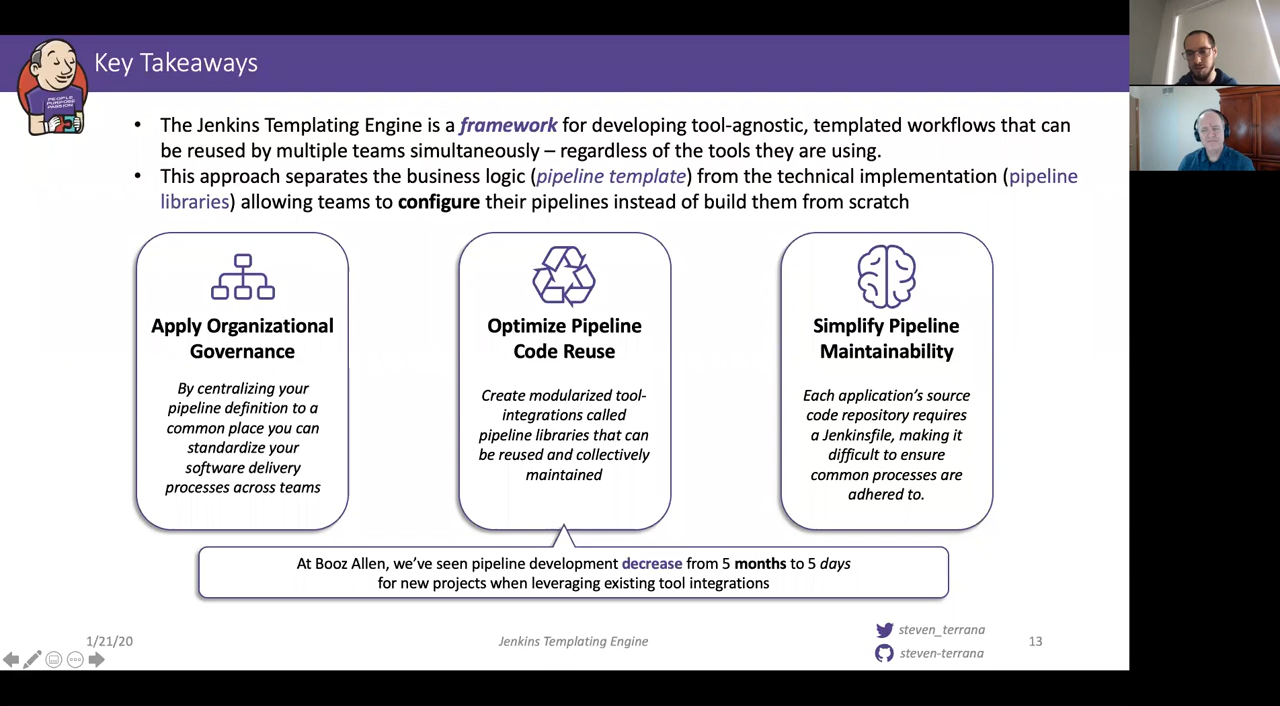 Key Takeaways
PEOPLE
PURPOSE
PASSION
• The Jenkins Templating Engine is a framework for developing tool-agnostic, templated workflows that can
be reused by multiple teams simultaneously – regardless of the tools they are using.
• This approach separates the business logic (pipeline template) from the technical implementation (pipeline
libraries) allowing teams to configure their pipelines instead of build them from scratch
Apply Organizational
Governance
By centralizing your
pipeline definition to a
common place you can
standardize your
software delivery
processes across teams
Optimize Pipeline
Code Reuse
Create modularized tool-
integrations called
pipeline libraries that can
be reused and collectively
maintained
Simplify Pipeline
Maintainability
Each application's source
code repository requires
a Jenkinsfile, making it
difficult to ensure
common processes are
adhered to.
At Booz Allen, we've seen pipeline development decrease from 5 months to 5 days
for new projects when leveraging existing tool integrations
1/21/20
Jenkins Templating Engine
steven_terrana
steven-terrana
13